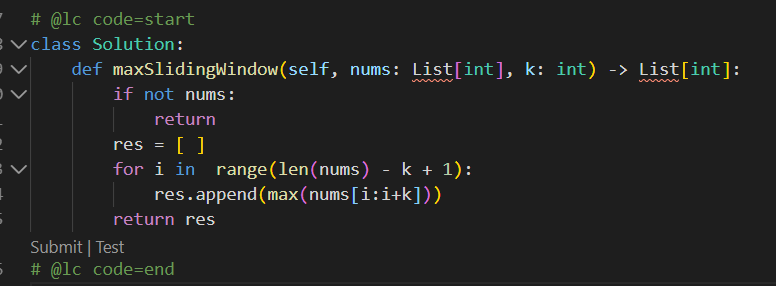 # @lc code=start
class Solution:
    def maxSlidingWindow(self, nums: List[int], k: int) -> List[int]:
        if not nums:
            return
        res = [ ]
        for i in  range(len(nums) - k + 1):
            res.append(max(nums[i:i+k]))
        return res
Submit | Test
# @lc code=end